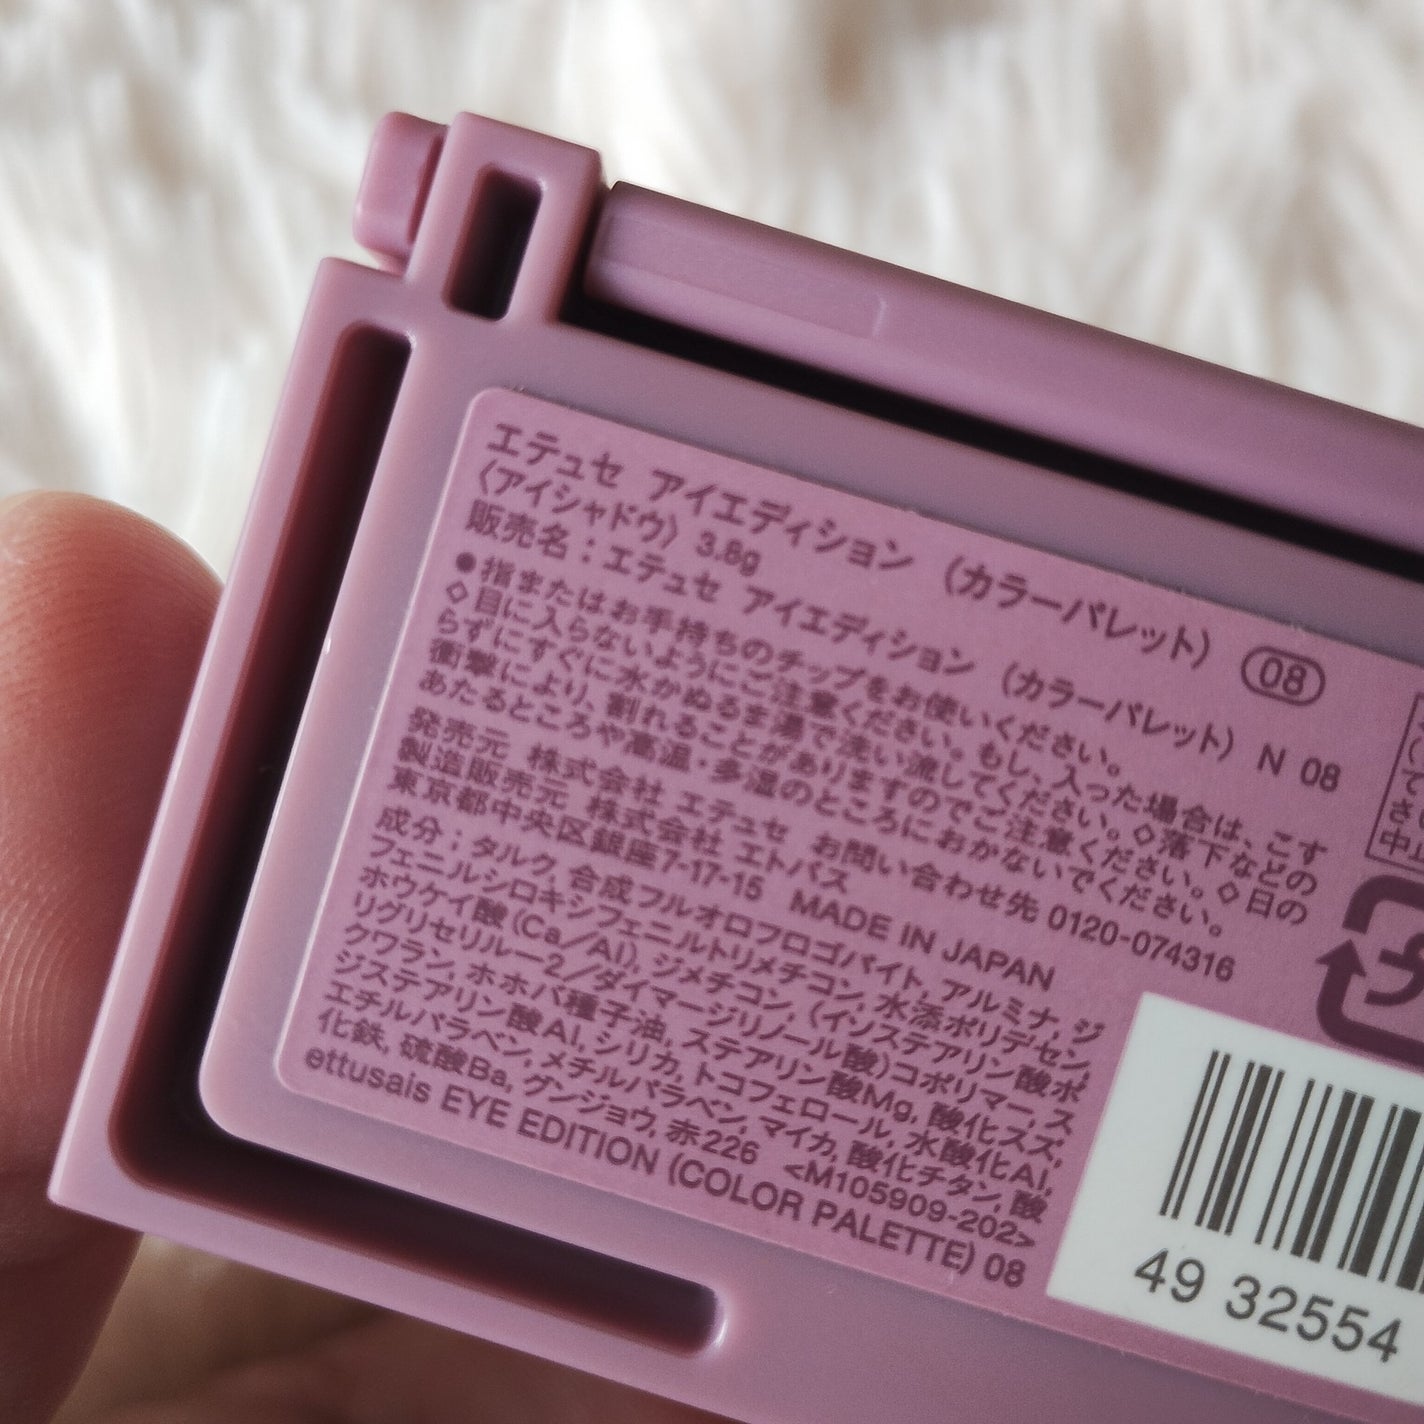 エテュセ アイエディション (カラーパレット) 08
〈アイシャドウ〉 3.8g
販売名：エテュセ アイエディション (カラーパレット) N 08
●指またはお手持ちのチップをお使いください。
◇目に入らないようにご注意ください。もし、入った場合は、こす
らずにすぐに水かぬるま湯で洗い流してください。◇落下などの
衝撃により、割れることがありますのでご注意ください。◇日の
あたるところや高温・多湿のところにおかないでください。
発売元 株式会社 エテュセ お問い合わせ先 0120-074316
製造販売元 株式会社 エトバス
東京都中央区銀座7-17-15 MADE IN JAPAN
成分：タルク, 合成フルオロフロゴパイト, アルミナ, ジ
フェニルシロキシフェニルトリメチコン, 水添ポリデセン,
ホウケイ酸(Ca／Al), ジメチコン, (イソステアリン酸ポ
リグリセリル－2／ダイマージリノール酸)コポリマー, ス
クワラン, ホホバ種子油, ステアリン酸Mg, 酸化スズ,
ジステアリン酸Al, シリカ, トコフェロール, 水酸化Al,
エチルパラベン, メチルパラベン, マイカ, 酸化チタン, 酸
化鉄, 硫酸Ba, グンジョウ, 赤226 <M105909-202>
ettusais EYE EDITION (COLOR PALETTE) 08
で
さ
中止
49 32554